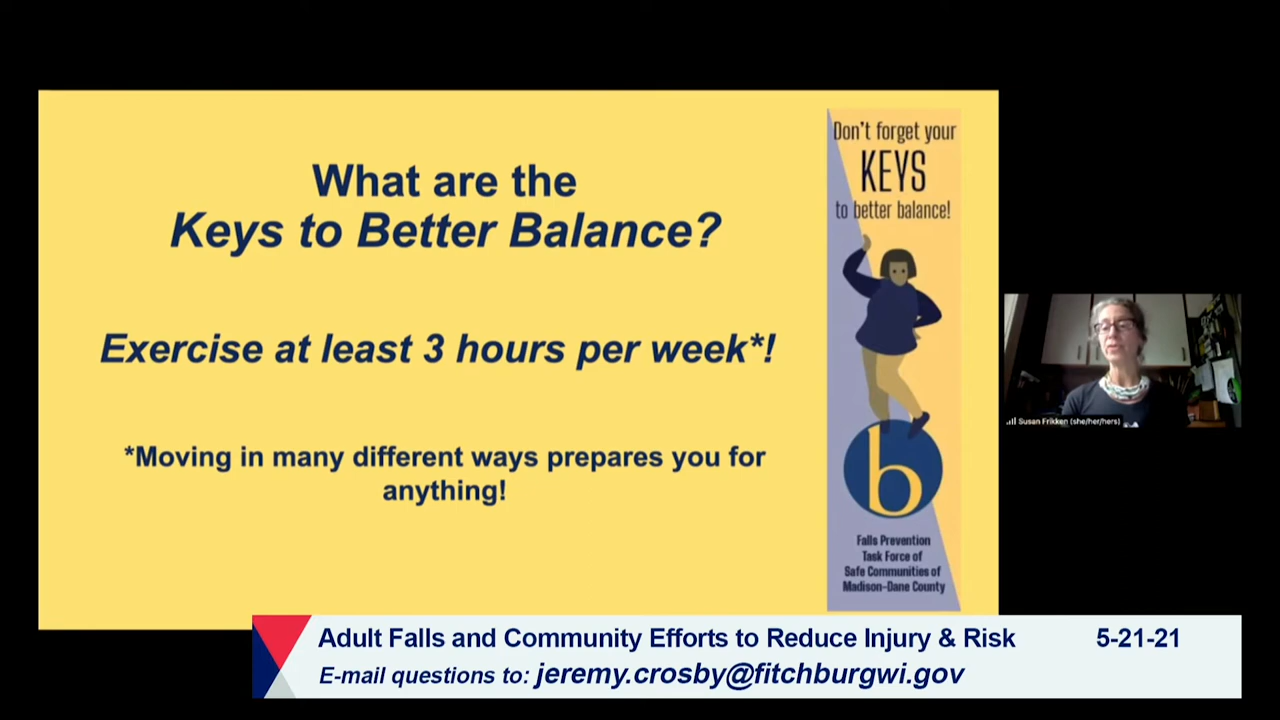 What are the
Keys to Better Balance?
Exercise at least 3 hours per week*!
*Moving in many different ways prepares you for
anything!
Don't forget your
KEYS
to better balance!
b
Falls Prevention
Task Force of
Safe Communities of
Madison-Dane County
Susan Frikken (she/her/hers)
Adult Falls and Community Efforts to Reduce Injury & Risk 5-21-21
E-mail questions to: jeremy.crosby@fitchburgwi.gov